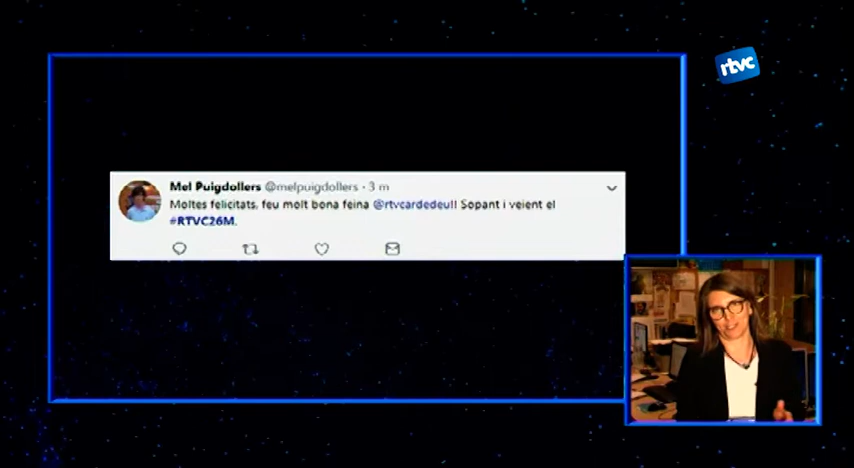 rtvc
Mel Puigdollers @melpuigdollers · 3 m
Moltes felicitats, feu molt bona feina @rtvcardedeu!! Sopant i veient el
#RTVC26M.